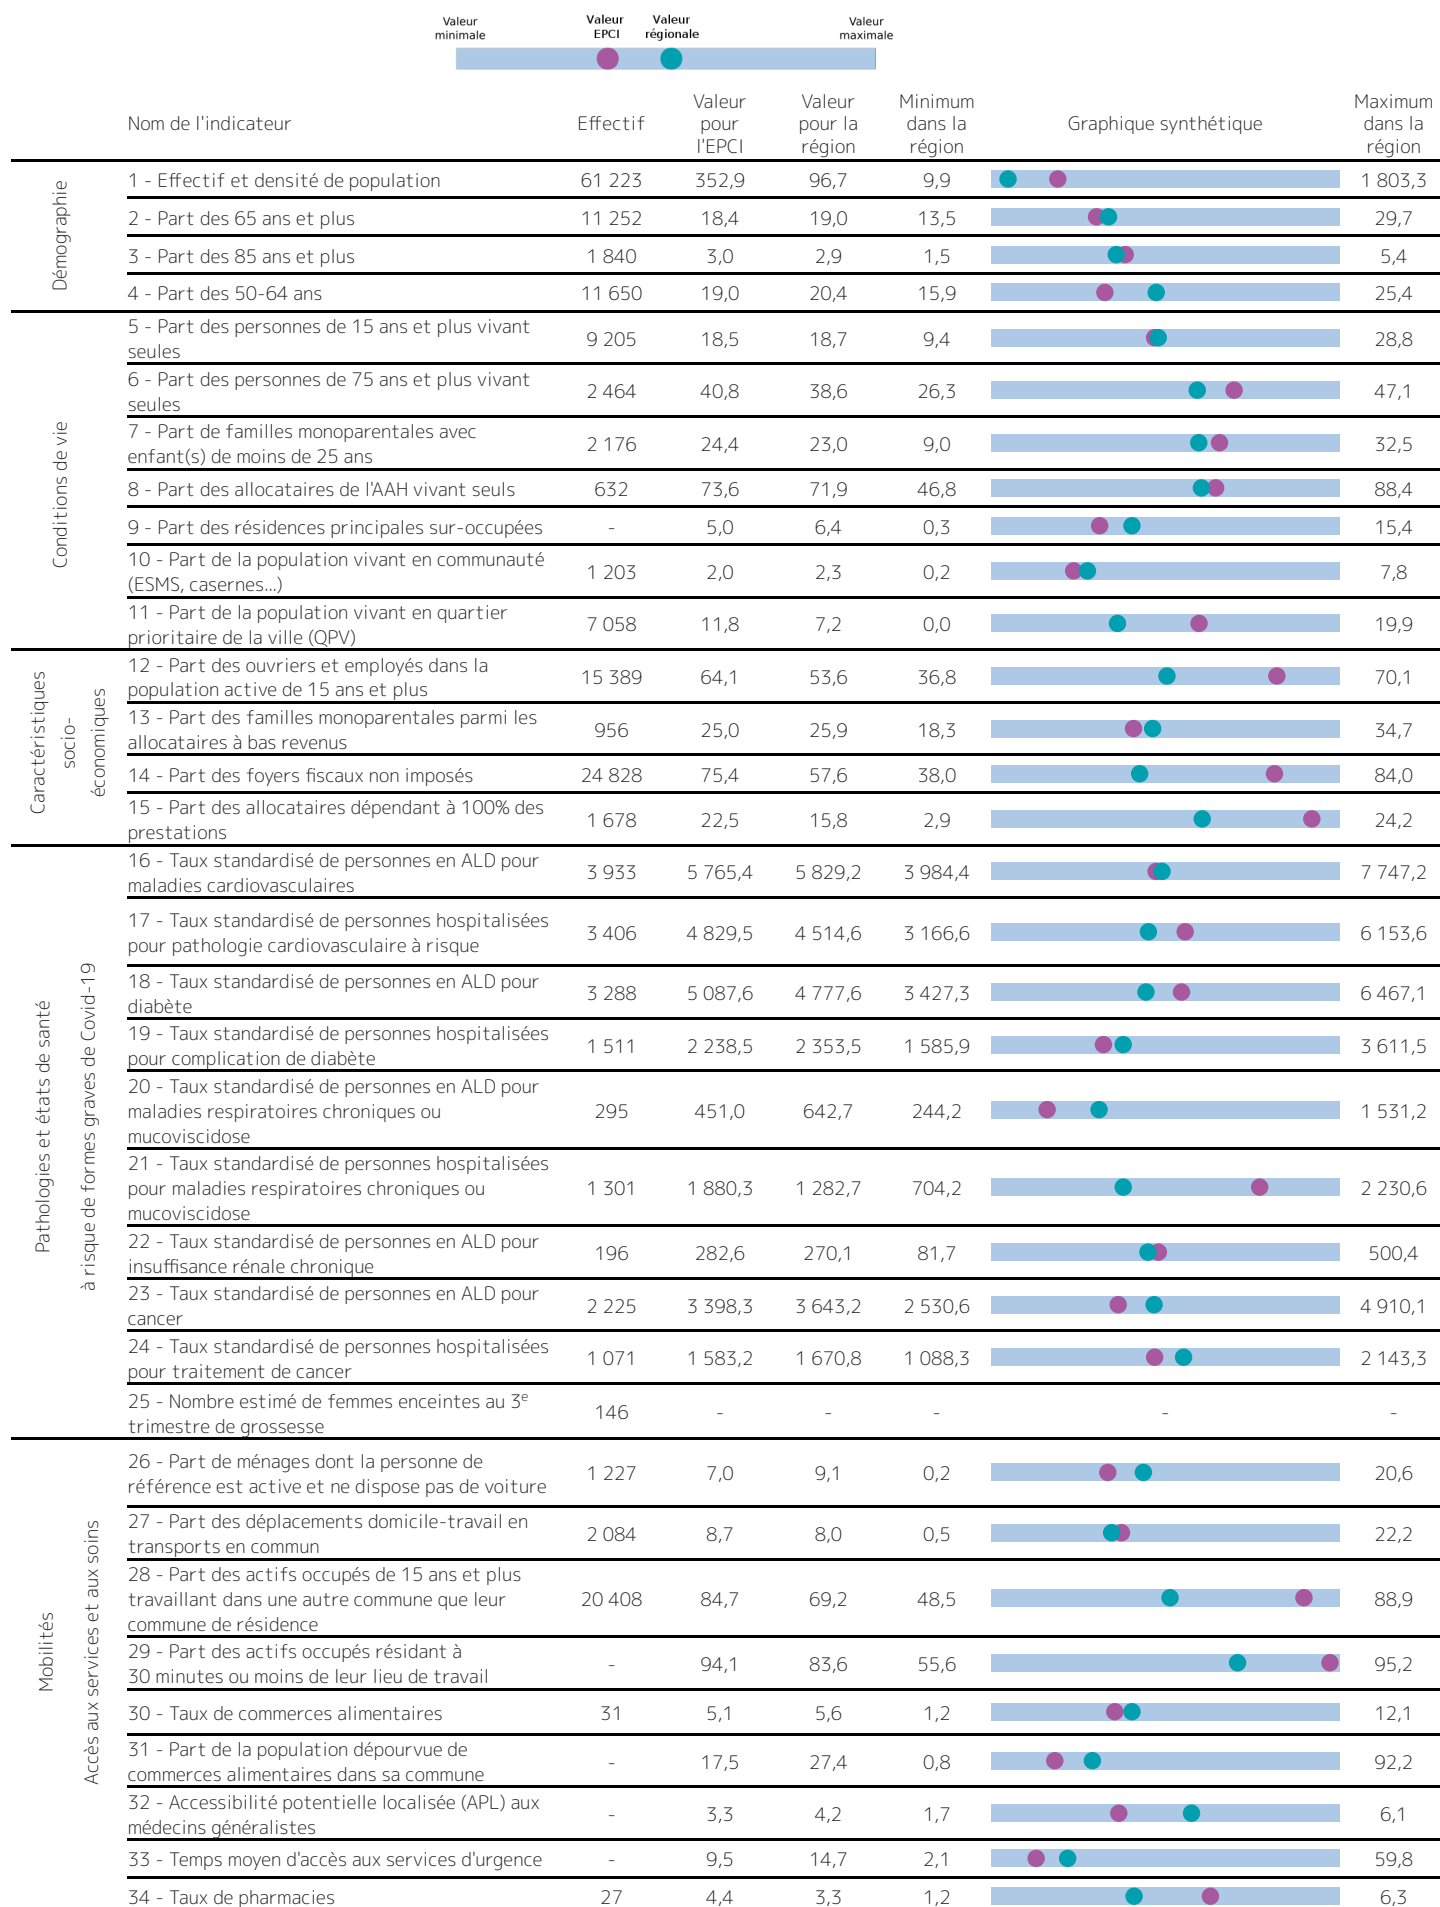 Valeur minimale
Valeur EPCI
Valeur régionale
Valeur maximale
Nom de l'indicateur
Effectif
Valeur pour l'EPCI
Valeur pour la région
Minimum dans la région
Graphique synthétique
Maximum dans la région
Démographie
1 - Effectif et densité de population 61 223 352,9 96,7 9,9 1 803,3
2 - Part des 65 ans et plus 11 252 18,4 19,0 13,5 29,7
3 - Part des 85 ans et plus 1 840 3,0 2,9 1,5 5,4
4 - Part des 50-64 ans 11 650 19,0 20,4 15,9 25,4
Conditions de vie
5 - Part des personnes de 15 ans et plus vivant
seules 9 205 18,5 18,7 9,4 28,8
6 - Part des personnes de 75 ans et plus vivant
seules 2 464 40,8 38,6 26,3 47,1
7 - Part de familles monoparentales avec
enfant(s) de moins de 25 ans 2 176 24,4 23,0 9,0 32,5
8 - Part des allocataires de l'AAH vivant seuls 632 73,6 71,9 46,8 88,4
9 - Part des résidences principales sur-occupées - 5,0 6,4 0,3 15,4
10 - Part de la population vivant en communauté
(ESMS, casernes...) 1 203 2,0 2,3 0,2 7,8
11 - Part de la population vivant en quartier
prioritaire de la ville (QPV) 7 058 11,8 7,2 0,0 19,9
Caractéristiques
socio-
économiques
12 - Part des ouvriers et employés dans la
population active de 15 ans et plus 15 389 64,1 53,6 36,8 70,1
13 - Part des familles monoparentales parmi les
allocataires à bas revenus 956 25,0 25,9 18,3 34,7
14 - Part des foyers fiscaux non imposés 24 828 75,4 57,6 38,0 84,0
15 - Part des allocataires dépendant à 100% des
prestations 1 678 22,5 15,8 2,9 24,2
Pathologies et états de santé
à risque de formes graves de Covid-19
16 - Taux standardisé de personnes en ALD pour
maladies cardiovasculaires 3 933 5 765,4 5 829,2 3 984,4 7 747,2
17 - Taux standardisé de personnes hospitalisées
pour pathologie cardiovasculaire à risque 3 406 4 829,5 4 514,6 3 166,6 6 153,6
18 - Taux standardisé de personnes en ALD pour
diabète 3 288 5 087,6 4 777,6 3 427,3 6 467,1
19 - Taux standardisé de personnes hospitalisées
pour complication de diabète 1 511 2 238,5 2 353,5 1 585,9 3 611,5
20 - Taux standardisé de personnes en ALD pour
maladies respiratoires chroniques ou 295 451,0 642,7 244,2 1 531,2
mucoviscidose
21 - Taux standardisé de personnes hospitalisées
pour maladies respiratoires chroniques ou 1 301 1 880,3 1 282,7 704,2 2 230,6
mucoviscidose
22 - Taux standardisé de personnes en ALD pour
insuffisance rénale chronique 196 282,6 270,1 81,7 500,4
23 - Taux standardisé de personnes en ALD pour
cancer 2 225 3 398,3 3 643,2 2 530,6 4 910,1
24 - Taux standardisé de personnes hospitalisées
pour traitement de cancer 1 071 1 583,2 1 670,8 1 088,3 2 143,3
25 - Nombre estimé de femmes enceintes au 3e
trimestre de grossesse 146 - - - - -
Mobilités
Accès aux services et aux soins
26 - Part de ménages dont la personne de
référence est active et ne dispose pas de voiture 1 227 7,0 9,1 0,2 20,6
27 - Part des déplacements domicile-travail en
transports en commun 2 084 8,7 8,0 0,5 22,2
28 - Part des actifs occupés de 15 ans et plus
travaillant dans une autre commune que leur 20 408 84,7 69,2 48,5 88,9
commune de résidence
29 - Part des actifs occupés résidant à
30 minutes ou moins de leur lieu de travail - 94,1 83,6 55,6 95,2
30 - Taux de commerces alimentaires 31 5,1 5,6 1,2 12,1
31 - Part de la population dépourvue de
commerces alimentaires dans sa commune - 17,5 27,4 0,8 92,2
32 - Accessibilité potentielle localisée (APL) aux
médecins généralistes - 3,3 4,2 1,7 6,1
33 - Temps moyen d'accès aux services d'urgence - 9,5 14,7 2,1 59,8
34 - Taux de pharmacies 27 4,4 3,3 1,2 6,3